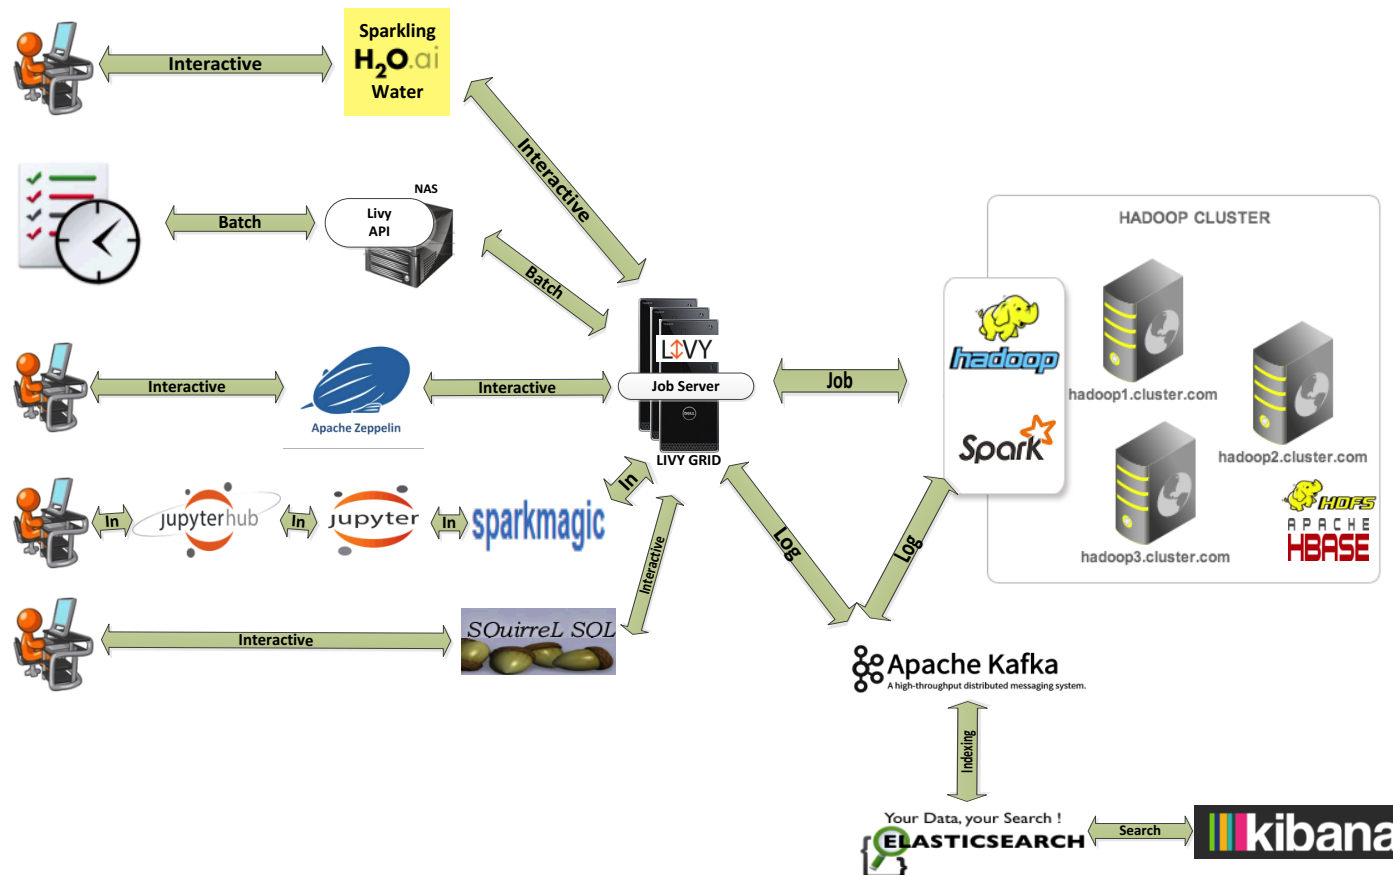 Sparkling
H2O.ai
Water
Interactive
Interactive
NAS
Livy
API
Batch
Batch
HADOOP CLUSTER
hadoop
Spark
hadoop1.cluster.com
hadoop2.cluster.com
hadoop3.cluster.com
HDFS
APACHE
HBASE
LIVY
Job Server
DELL
LIVY GRID
Job
Interactive
Apache Zeppelin
Interactive
In
jupyterhub
In
jupyter
In
sparkmagic
In
Interactive
Interactive
SQuirreL SQL
Log
Log
Apache Kafka
A high-throughput distributed messaging system.
Indexing
Your Data, your Search !
ELASTICSEARCH
Search
kibana